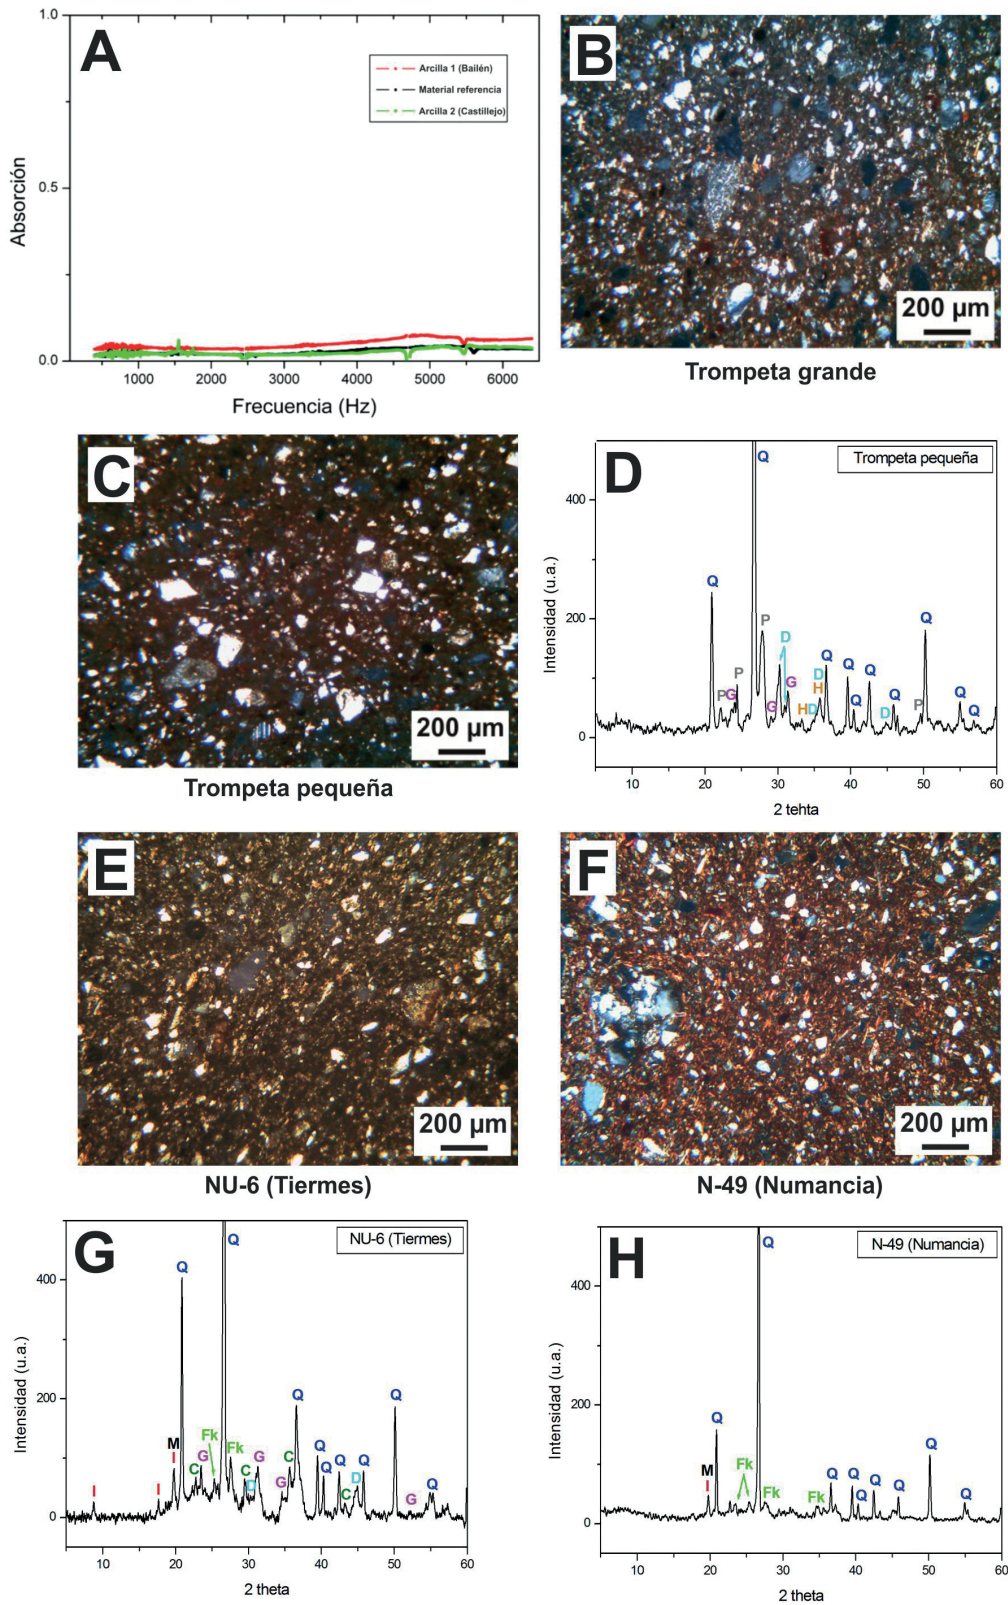 A
1.0
0.5
0.0
Absorción
1000 2000 3000 4000 5000 6000
Frecuencia (Hz)
Arcilla 1 (Bailén)
Material referencia
Arcilla 2 (Castillejo)
B
200 µm
Trompeta grande
C
200 µm
Trompeta pequeña
D
Trompeta pequeña
Intensidad (u.a.)
400
200
0
Q
Q
P
P
G
P
G
D
G
H
D
D
H
Q
Q
Q
Q
D
Q
P
Q
Q
Q
10 20 30 40 50 60
2 tehta
E
200 µm
NU-6 (Tiermes)
F
200 µm
N-49 (Numancia)
G
NU-6 (Tiermes)
Intensidad (u.a.)
400
200
0
I
I
M
I
Q
C
G
Fk
Q
Fk
C
D
G
G
C
Q
Q
Q
Q
C
D
Q
Q
G
Q
10 20 30 40 50 60
2 theta
H
N-49 (Numancia)
Intensidad (u.a.)
400
200
0
M
I
Q
Fk
Q
Fk
Fk
Q
Q
Q
Q
Q
Q
Q
10 20 30 40 50 60
2 theta